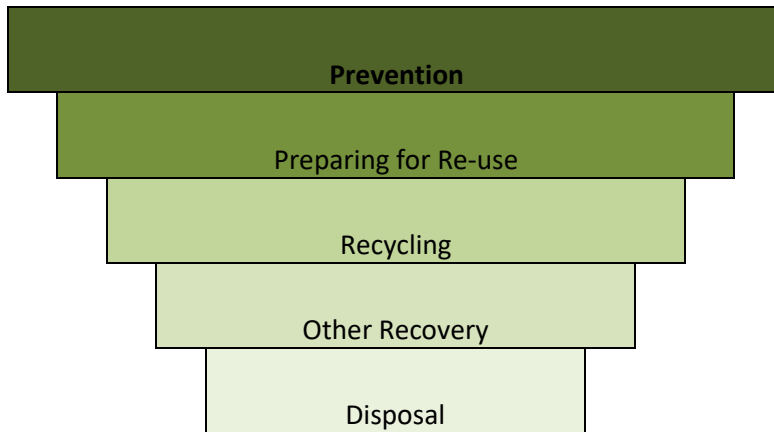 Prevention
Preparing for Re-use
Recycling
Other Recovery
Disposal